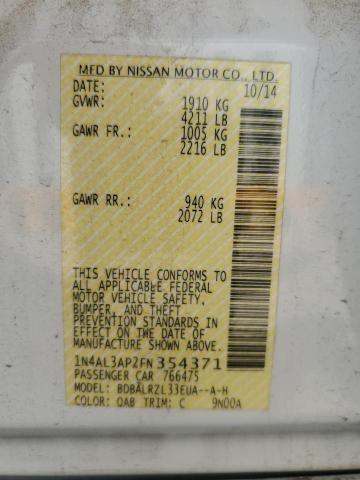 MFD BY NISSAN MOTOR CO., LTD.
DATE: 10/14
GVWR: 1910 KG
4211 LB
GAWR FR: 1005 KG
2216 LB
GAWR RR: 940 KG
2072 LB
THIS VEHICLE CONFORMS TO
ALL APPLICABLE FEDERAL
MOTOR VEHICLE SAFETY,
BUMPER, AND THEFT
PREVENTION STANDARDS IN
EFFECT ON THE DATE OF
MANUFACTURE SHOWN ABOVE.
1N4AL3AP2FN354371
PASSENGER CAR 766475
MODEL: BDBALRZL33EUA--A-H
COLOR: QAB TRIM: C 9N00A